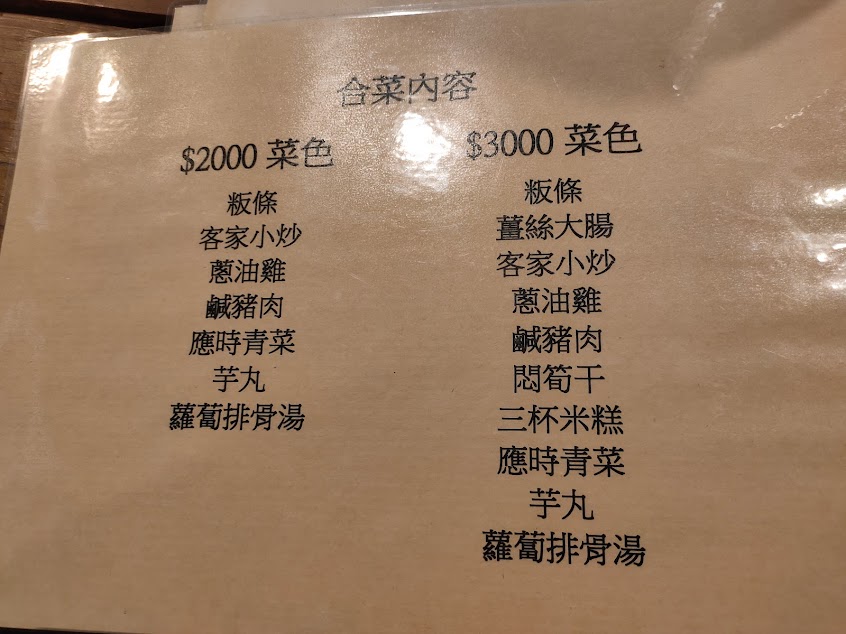 合菜內容
$2000 菜色
粄條
客家小炒
蔥油雞
鹹豬肉
應時青菜
芋丸
蘿蔔排骨湯
$3000 菜色
粄條
薑絲大腸
客家小炒
蔥油雞
鹹豬肉
悶筍干
三杯米糕
應時青菜
芋丸
蘿蔔排骨湯